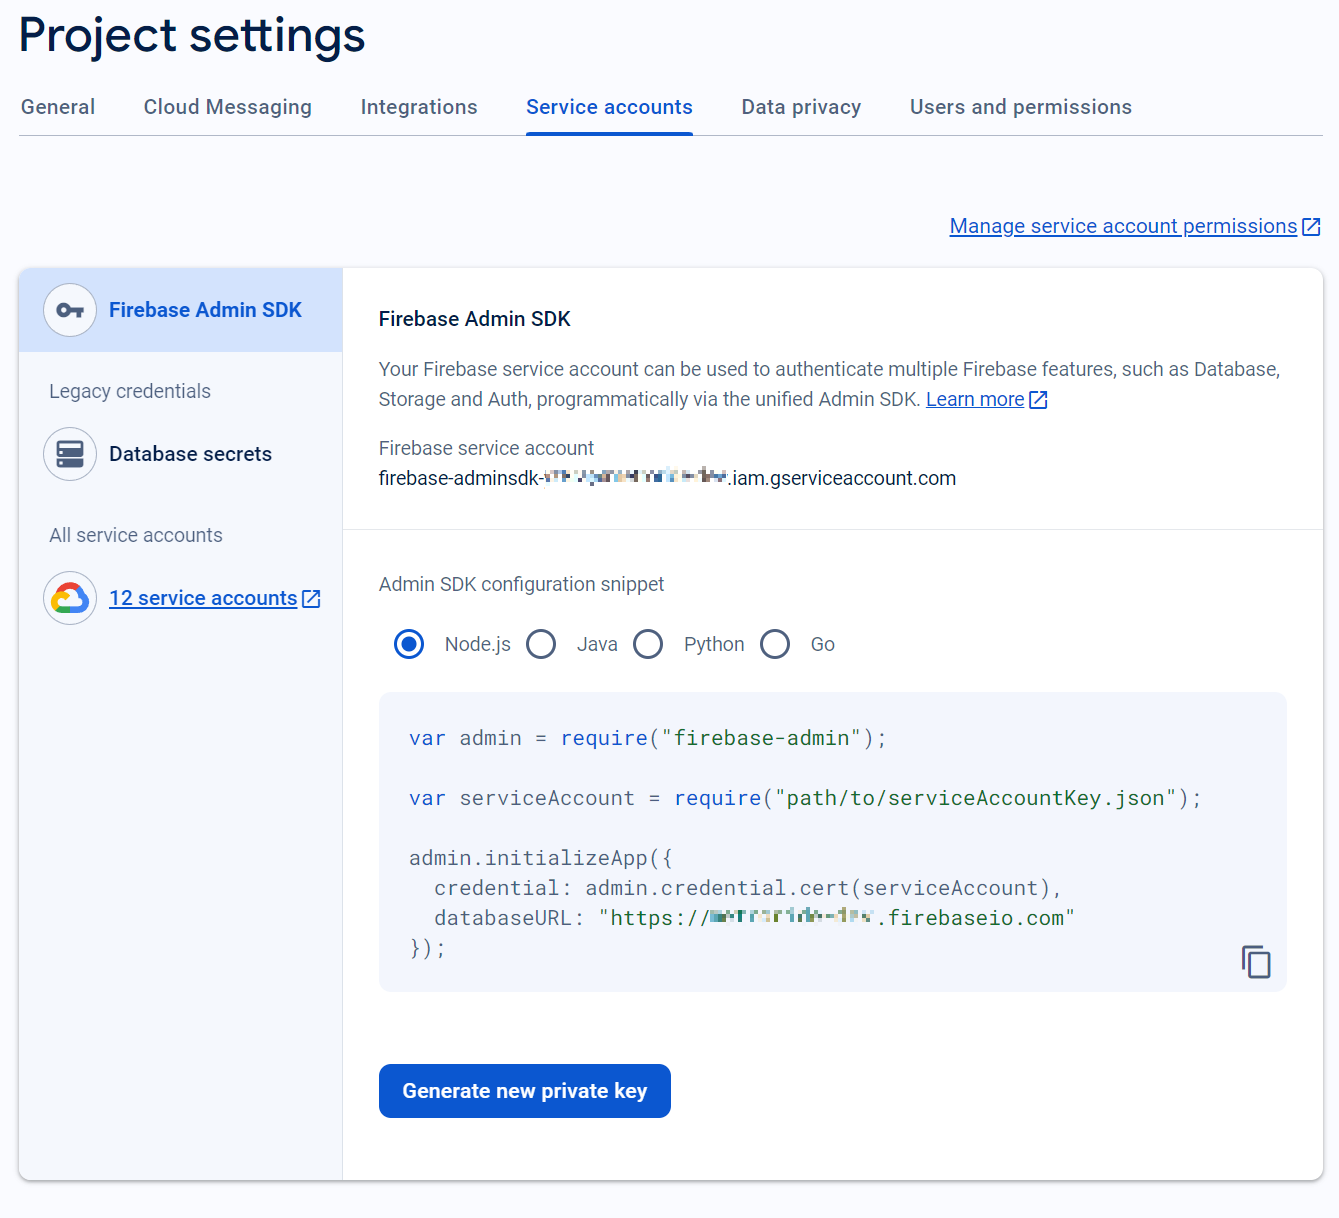 Project settings
General Cloud Messaging Integrations Service accounts Data privacy Users and permissions
Manage service account permissions
Firebase Admin SDK
Legacy credentials
Database secrets
All service accounts
12 service accounts
Firebase Admin SDK
Your Firebase service account can be used to authenticate multiple Firebase features, such as Database,
Storage and Auth, programmatically via the unified Admin SDK. Learn more
Firebase service account
firebase-adminsdk- .iam.gserviceaccount.com
Admin SDK configuration snippet
Node.js Java Python Go
var admin = require("firebase-admin");
var serviceAccount = require("path/to/serviceAccountKey.json");
admin.initializeApp({
  credential: admin.credential.cert(serviceAccount),
  databaseURL: "https:// .firebaseio.com"
});
Generate new private key